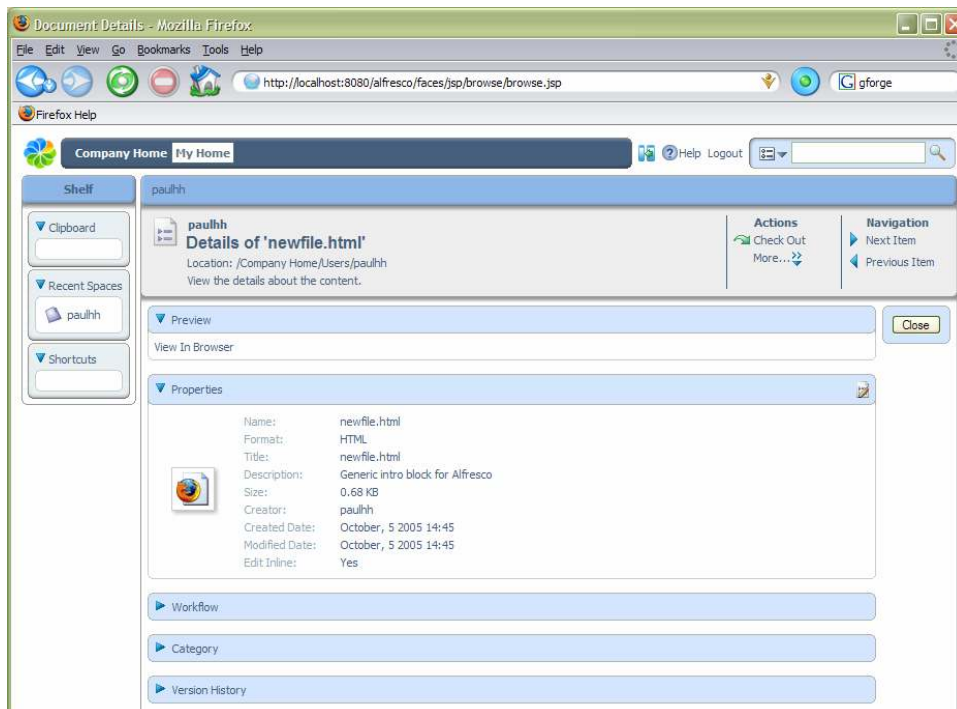 Document Details - Mozilla Firefox
File Edit View Go Bookmarks Tools Help
http://localhost:8080/alfresco/faces/jsp/browse/browse.jsp
G gforge
Firefox Help
Company Home My Home
Help Logout
Shelf
paulhh
Clipboard
Recent Spaces
paulhh
Shortcuts
paulhh
Details of 'newfile.html'
Location: /Company Home/Users/paulhh
View the details about the content.
Actions
Check Out
More...
Navigation
Next Item
Previous Item
Preview
Close
View In Browser
Properties
Name: newfile.html
Format: HTML
Title: newfile.html
Description: Generic intro block for Alfresco
Size: 0.68 KB
Creator: paulhh
Created Date: October, 5 2005 14:45
Modified Date: October, 5 2005 14:45
Edit Inline: Yes
Workflow
Category
Version History